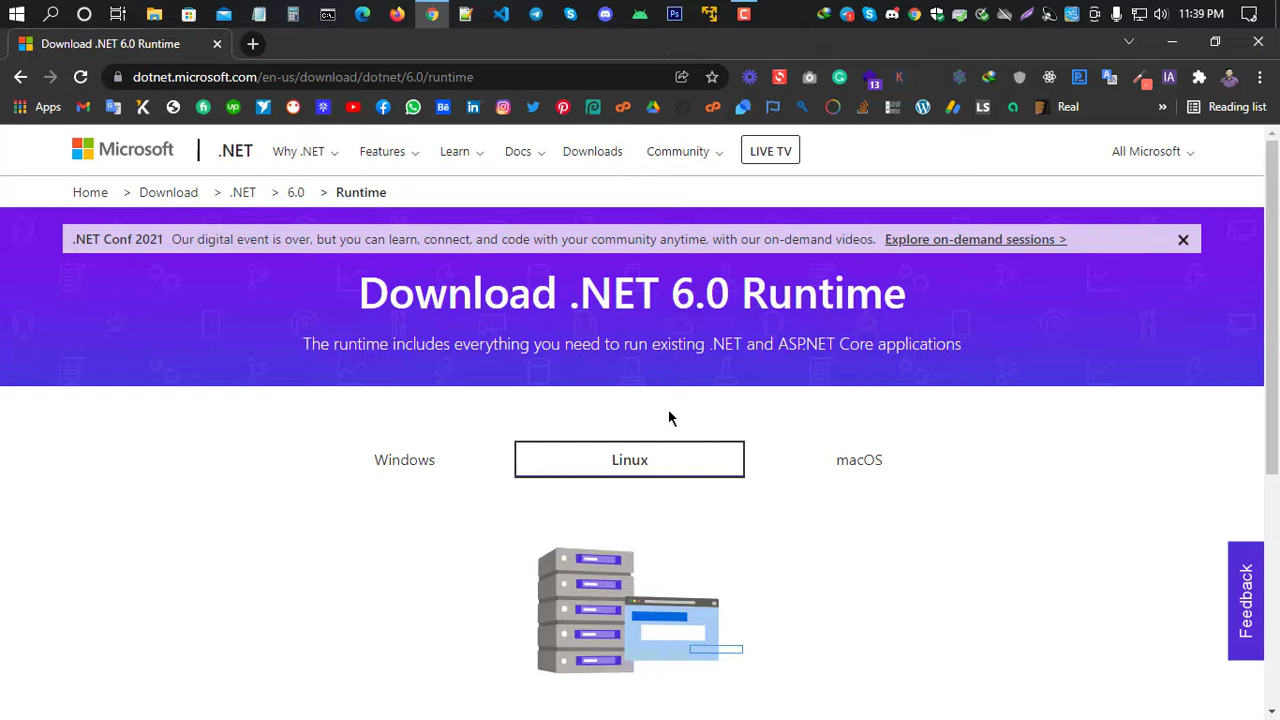 11:39 PM
Download .NET 6.0 Runtime
dotnet.microsoft.com/en-us/download/dotnet/6.0/runtime
13
IA
Apps
LS
Real
»
Reading list
Microsoft
.NET
Why .NET
Features
Learn
Docs
Downloads
Community
LIVE TV
All Microsoft
Home > Download > .NET > 6.0 > Runtime
.NET Conf 2021 Our digital event is over, but you can learn, connect, and code with your community anytime, with our on-demand videos. Explore on-demand sessions >
Download .NET 6.0 Runtime
The runtime includes everything you need to run existing .NET and ASP.NET Core applications
Windows
Linux
macOS
Feedback